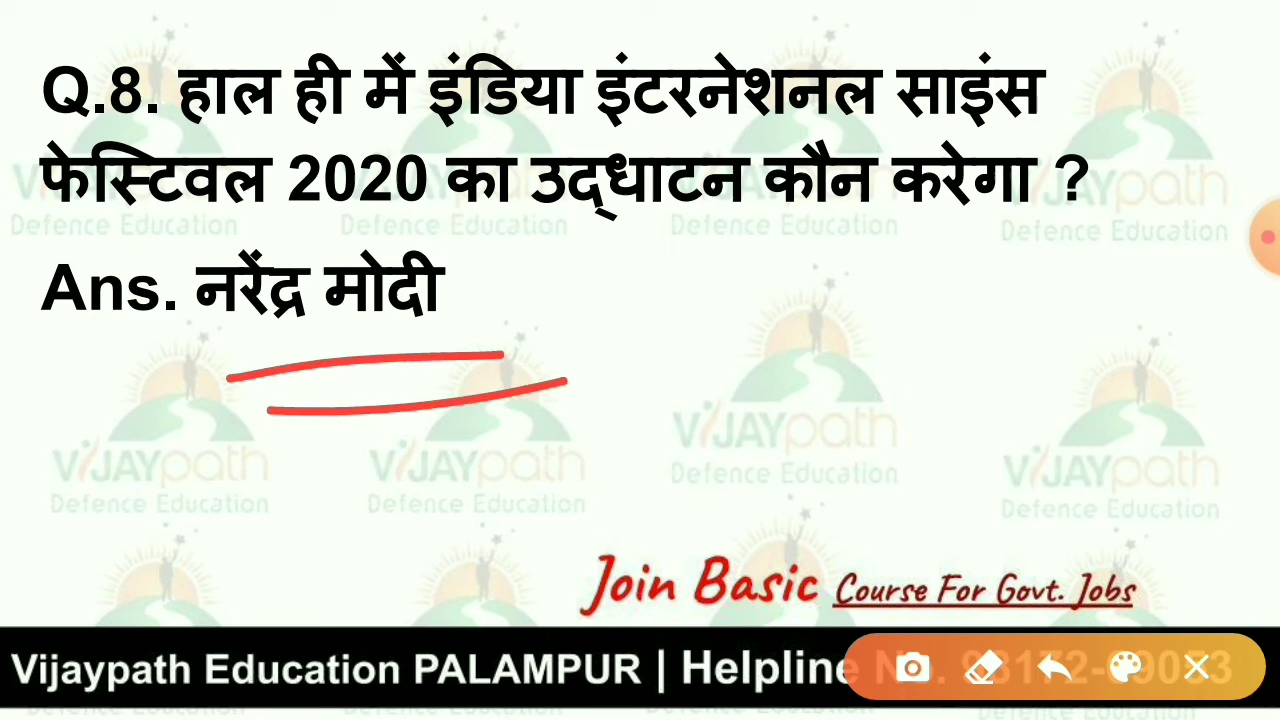 Q.8. हाल ही में इंडिया इंटरनेशनल साइंस
फेस्टिवल 2020 का उद्धाटन कौन करेगा ?
Ans. नरेंद्र मोदी
VIJAYpath
Defence Education
Join Basic Course For Govt. Jobs
Vijaypath Education PALAMPUR | Helpline No.